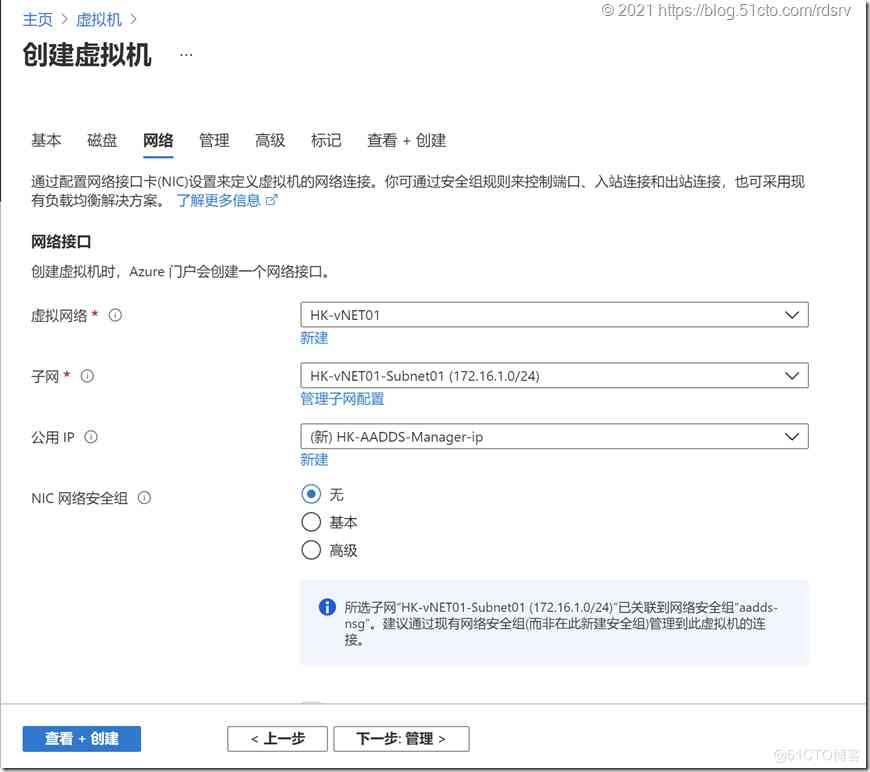 主页 > 虚拟机 >
© 2021 https://blog.51cto.com/rdsrv
创建虚拟机 ...
基本 磁盘 网络 管理 高级 标记 查看 + 创建
通过配置网络接口卡(NIC)设置来定义虚拟机的网络连接。你可通过安全组规则来控制端口、入站连接和出站连接，也可采用现
有负载均衡解决方案。 了解更多信息
网络接口
创建虚拟机时，Azure 门户会创建一个网络接口。
虚拟网络 * HK-vNET01
新建
子网 * HK-vNET01-Subnet01 (172.16.1.0/24)
管理子网配置
公用 IP (新) HK-AADDS-Manager-ip
新建
NIC 网络安全组 无
基本
高级
所选子网“HK-vNET01-Subnet01 (172.16.1.0/24)”已关联到网络安全组“aadds-
nsg”。建议通过现有网络安全组(而非在此新建安全组)管理到此虚拟机的连
接。
查看 + 创建 < 上一步 下一步: 管理 >
@51CTO博客